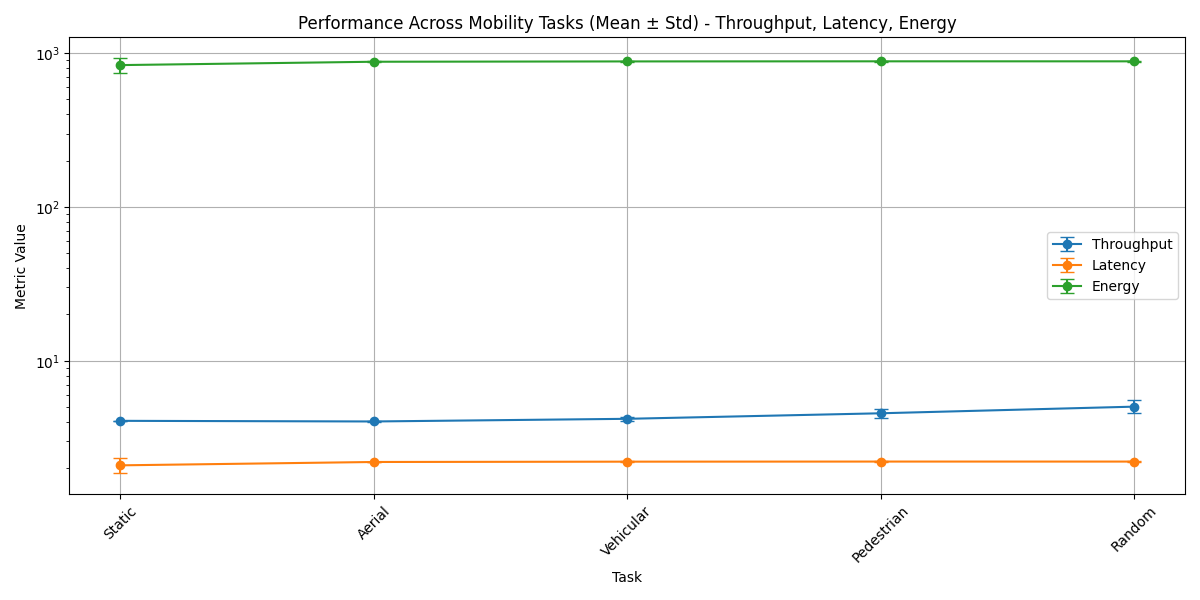 Performance Across Mobility Tasks (Mean ± Std) - Throughput, Latency, Energy
Metric Value
10³
10²
10¹
Throughput
Latency
Energy
Static
Aerial
Vehicular
Pedestrian
Random
Task